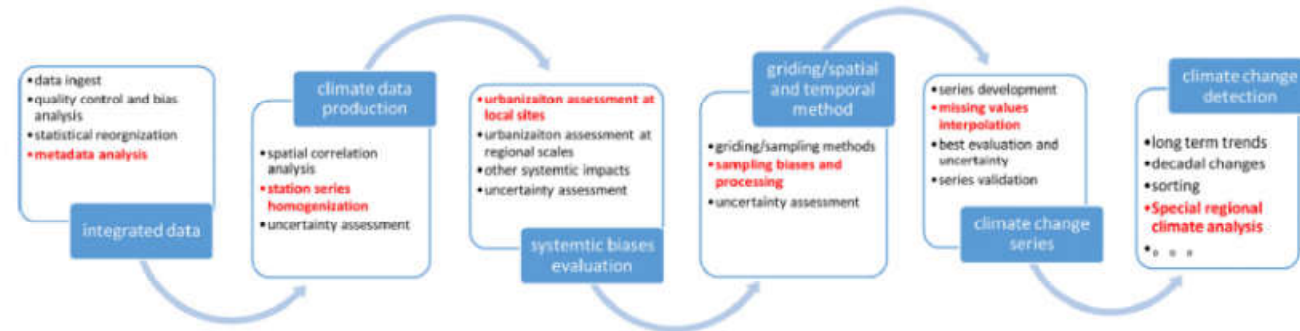 • data ingest
• quality control and bias
analysis
• statistical reorgnization
• metadata analysis
integrated data
climate data
production
spatial correlation
analysis
• station series
homogenization
• uncertainty assessment
• urbanizaiton assessment at
local sites
• urbanizaiton assessment at
regional scales
• other systemtic impacts
• uncertainty assessment
systemtic biases
evaluation
griding/spatial
and temporal
method
• griding/sampling methods
• sampling biases and
processing
• uncertainty assessment
• series development
• missing values
interpolation
• best evaluation and
uncertainty
• series validation
climate change
series
climate change
detection
• long term trends
• decadal changes
• sorting
• Special regional
climate analysis
• 。 。 。